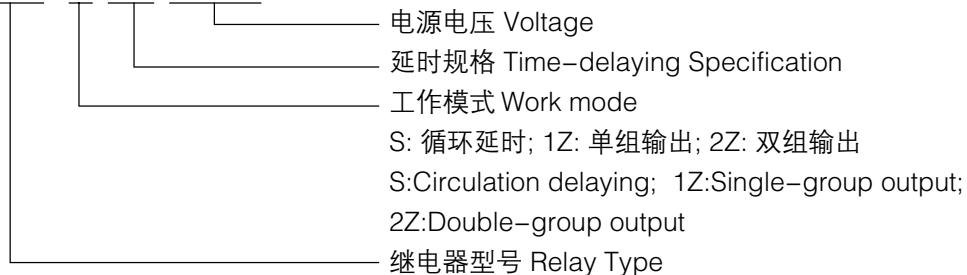 电源电压 Voltage
延时规格 Time-delaying Specification
工作模式 Work mode
S: 循环延时; 1Z: 单组输出; 2Z: 双组输出
S:Circulation delaying; 1Z:Single-group output;
2Z:Double-group output
继电器型号 Relay Type